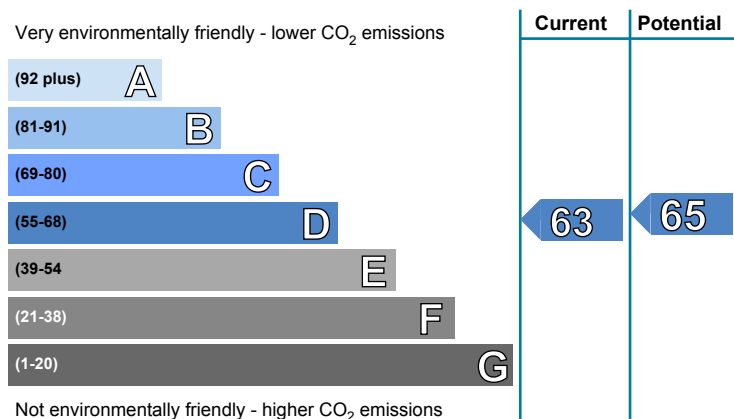 Very environmentally friendly - lower CO₂ emissions
Current
Potential
(92 plus) A
(81-91) B
(69-80) C
(55-68) D
63
65
(39-54 E
(21-38) F
(1-20) G
Not environmentally friendly - higher CO₂ emissions